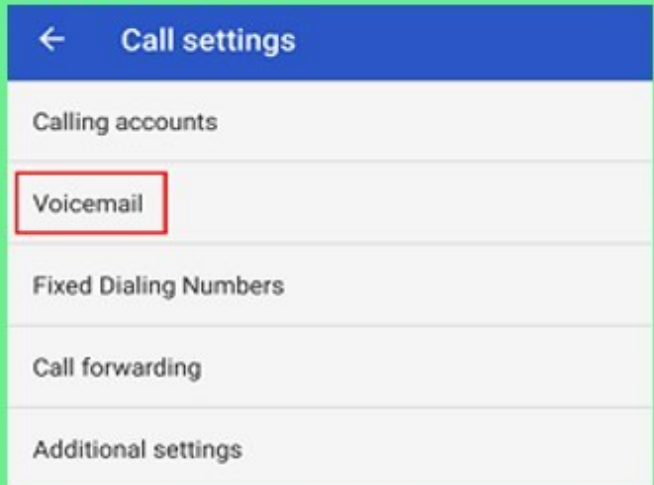 Call settings
Calling accounts
Voicemail
Fixed Dialing Numbers
Call forwarding
Additional settings